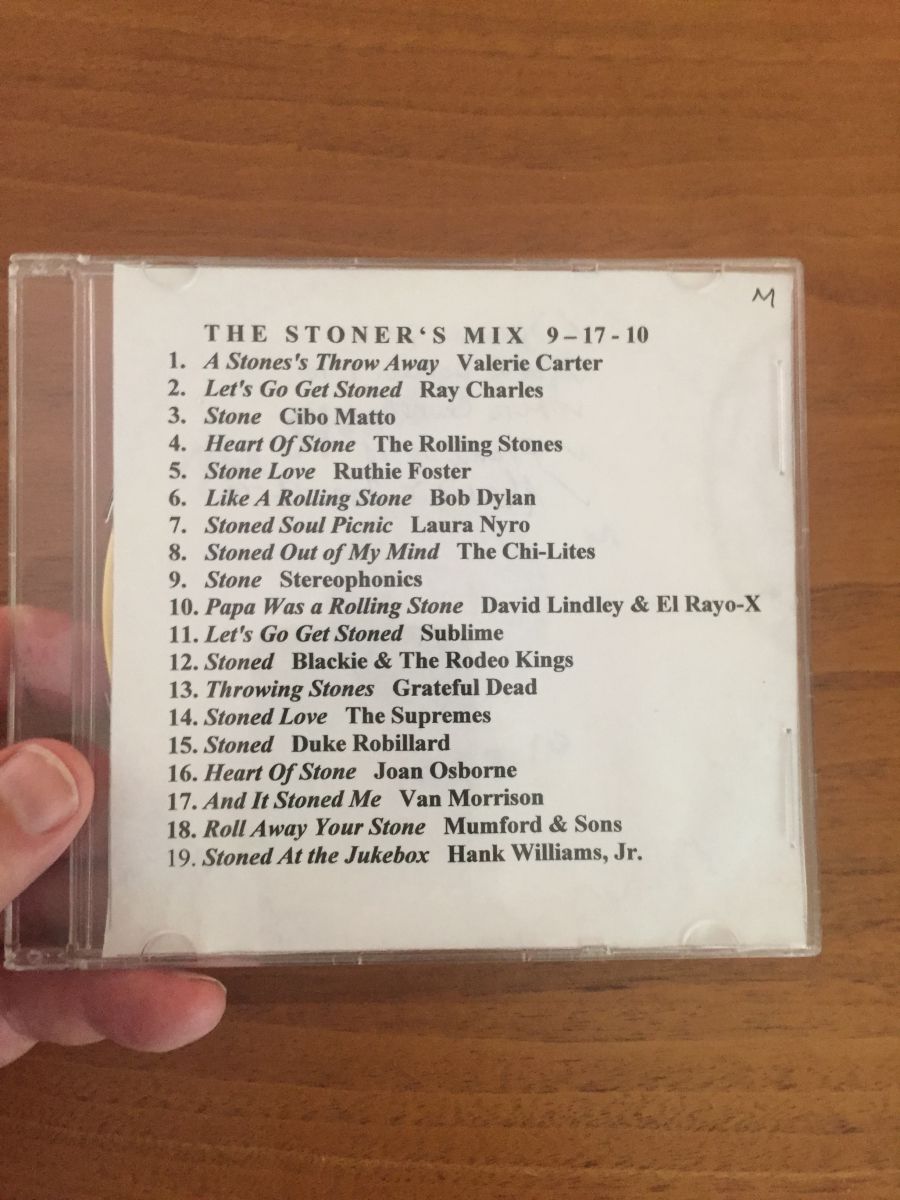 M
THE STONER‘S MIX 9–17-10
1. A Stones's Throw Away Valerie Carter
2. Let's Go Get Stoned Ray Charles
3. Stone Cibo Matto
4. Heart Of Stone The Rolling Stones
5. Stone Love Ruthie Foster
6. Like A Rolling Stone Bob Dylan
7. Stoned Soul Picnic Laura Nyro
8. Stoned Out of My Mind The Chi-Lites
9. Stone Stereophonics
10. Papa Was a Rolling Stone David Lindley & El Rayo-X
11. Let's Go Get Stoned Sublime
12. Stoned Blackie & The Rodeo Kings
13. Throwing Stones Grateful Dead
14. Stoned Love The Supremes
15. Stoned Duke Robillard
16. Heart Of Stone Joan Osborne
17. And It Stoned Me Van Morrison
18. Roll Away Your Stone Mumford & Sons
19. Stoned At the Jukebox Hank Williams, Jr.